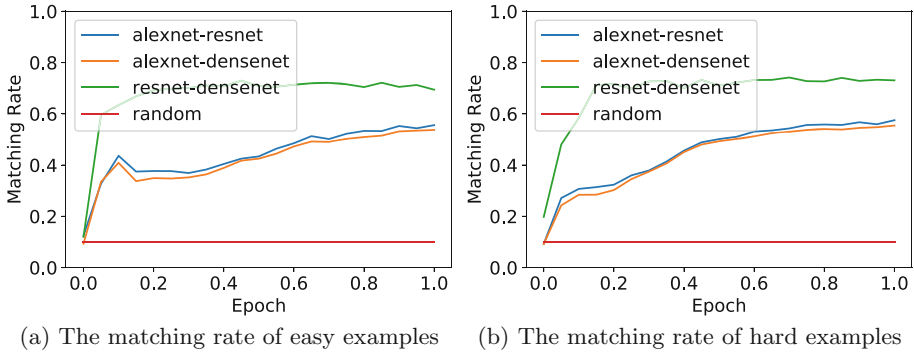 1.0
0.8
0.6
0.4
0.2
0.0
Matching Rate
alexnet-resnet
alexnet-densenet
resnet-densenet
random
0.0 0.2 0.4 0.6 0.8 1.0
Epoch
(a) The matching rate of easy examples
1.0
0.8
0.6
0.4
0.2
0.0
Matching Rate
alexnet-resnet
alexnet-densenet
resnet-densenet
random
0.0 0.2 0.4 0.6 0.8 1.0
Epoch
(b) The matching rate of hard examples